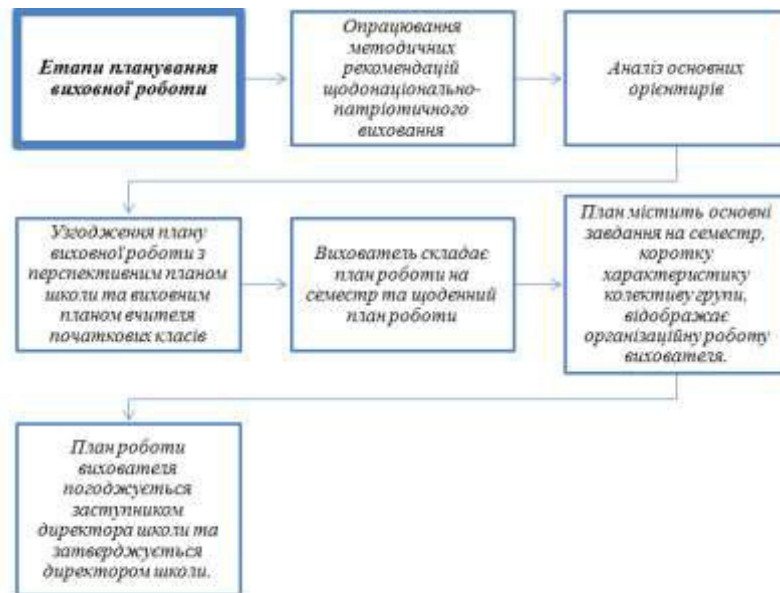 Етапи планування
виховної роботи
Опрацювання
методичних
рекомендацій
щодонаціонально-
патріотичного
виховання
Аналіз основних
орієнтирів
Узгодження плану
виховної роботи з
перспективним планом
школи та виховним
планом вчителя
початкових класів
Вихователь складає
план роботи на
семестр та щоденний
план роботи
План містить основні
завдання на семестр,
коротку
характеристику
колективу групи,
відображає
організаційну роботу
вихователя.
План роботи
вихователя
погоджується
заступником
директора школи та
затверджується
директором школи.